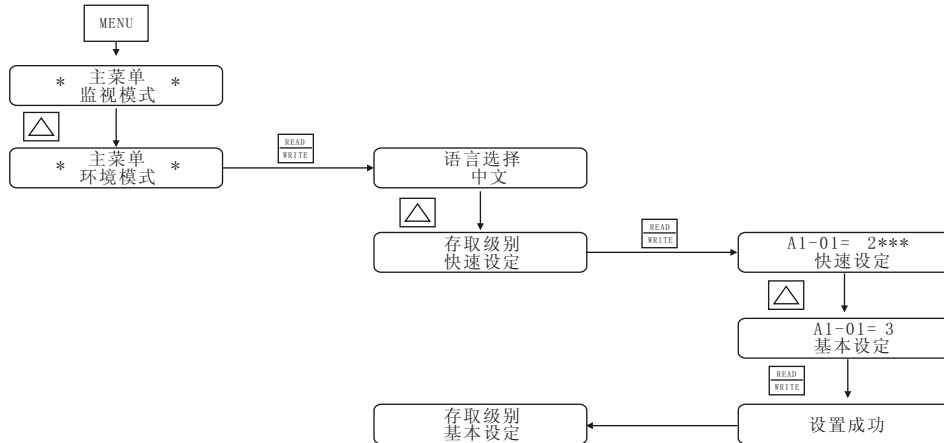 MENU
* 主菜单 *
监视模式
* 主菜单 *
环境模式
READ
WRITE
语言选择
中文
存取级别
快速设定
READ
WRITE
A1-01= 2***
快速设定
A1-01= 3
基本设定
READ
WRITE
设置成功
存取级别
基本设定